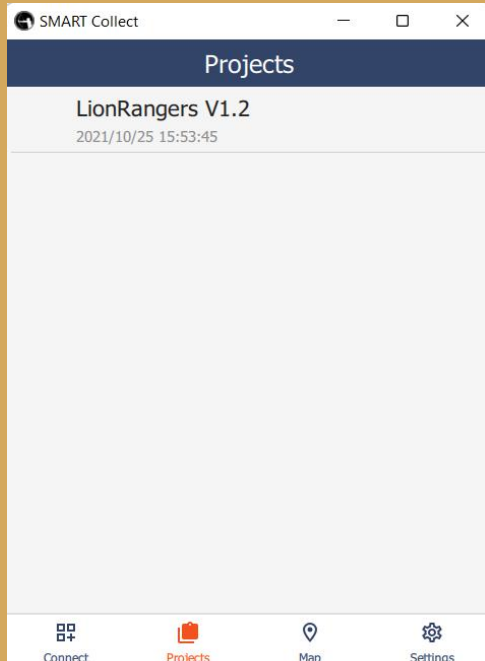 SMART Collect
Projects
LionRangers V1.2
2021/10/25 15:53:45
Connect Projects Map Settings